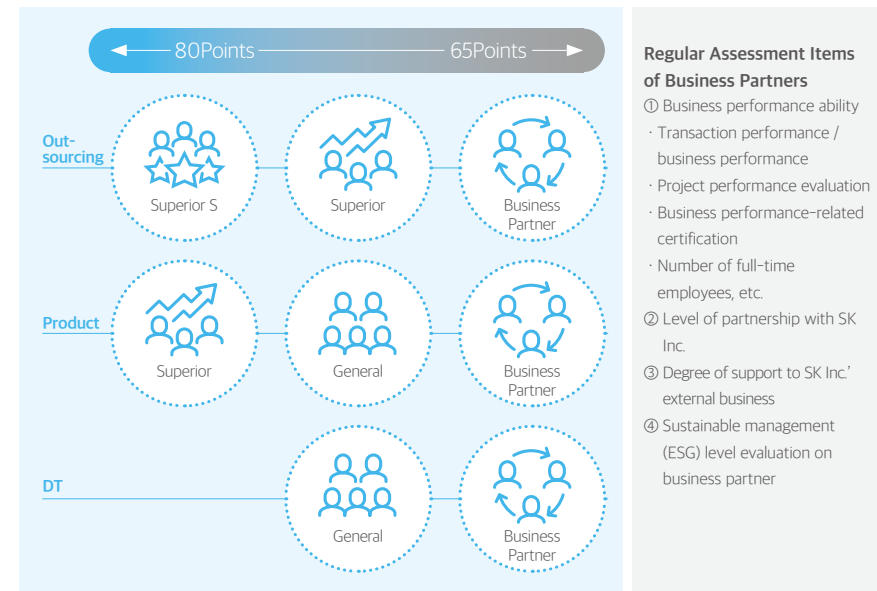 80Points
65Points
Out-
sourcing
Superior S
Superior
Business
Partner
Product
Superior
General
Business
Partner
DT
General
Business
Partner
Regular Assessment Items
of Business Partners
① Business performance ability
· Transaction performance /
business performance
· Project performance evaluation
· Business performance-related
certification
· Number of full-time
employees, etc.
② Level of partnership with SK
Inc.
③ Degree of support to SK Inc.’
external business
④ Sustainable management
(ESG) level evaluation on
business partner